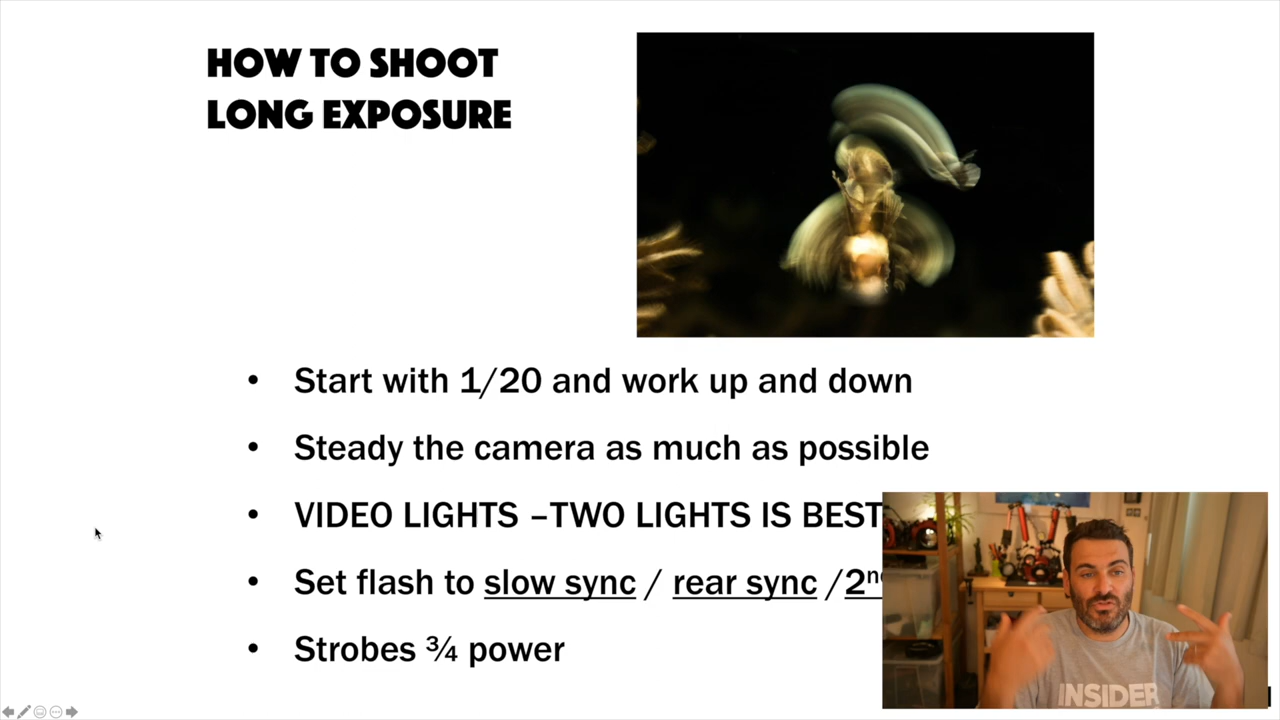 HOW TO SHOOT
LONG EXPOSURE
• Start with 1/20 and work up and down
• Steady the camera as much as possible
• VIDEO LIGHTS –TWO LIGHTS IS BEST
• Set flash to slow sync / rear sync /2nd
• Strobes ¾ power
INSIDER